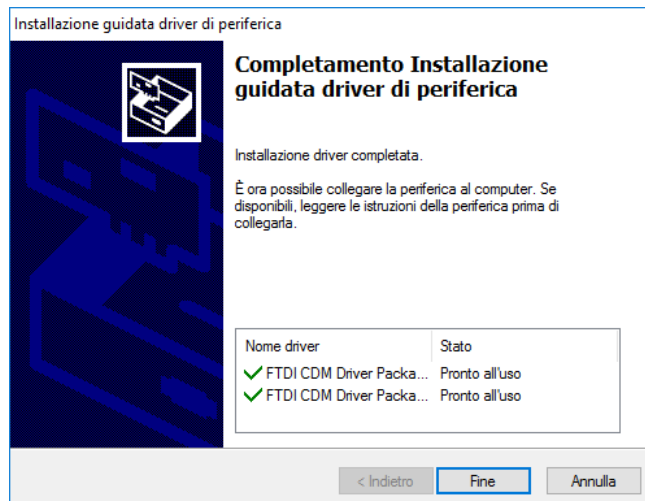 Installazione guidata driver di periferica
Completamento Installazione
guidata driver di periferica
Installazione driver completata.
È ora possibile collegare la periferica al computer. Se
disponibili, leggere le istruzioni della periferica prima di
collegarla.
Nome driver Stato
FTDI CDM Driver Packa... Pronto all'uso
FTDI CDM Driver Packa... Pronto all'uso
< Indietro Fine Annulla